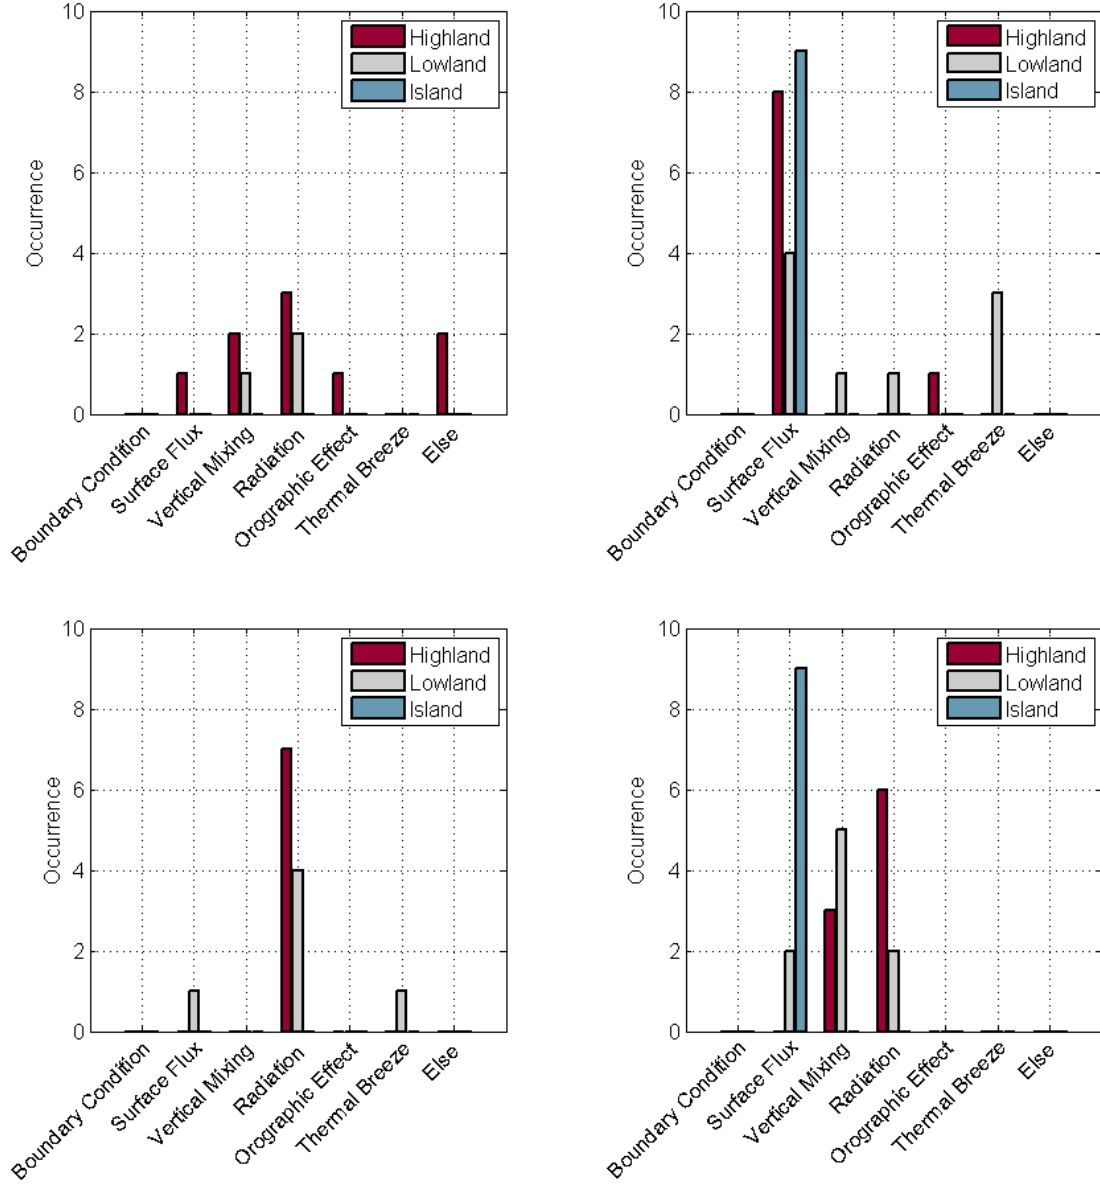 10
8
6
4
2
0
Occurrence
Highland
Lowland
Island
Boundary Condition
Surface Flux
Vertical Mixing
Radiation
Orographic Effect
Thermal Breeze
Else
10
8
6
4
2
0
Occurrence
Highland
Lowland
Island
Boundary Condition
Surface Flux
Vertical Mixing
Radiation
Orographic Effect
Thermal Breeze
Else
10
8
6
4
2
0
Occurrence
Highland
Lowland
Island
Boundary Condition
Surface Flux
Vertical Mixing
Radiation
Orographic Effect
Thermal Breeze
Else
10
8
6
4
2
0
Occurrence
Highland
Lowland
Island
Boundary Condition
Surface Flux
Vertical Mixing
Radiation
Orographic Effect
Thermal Breeze
Else